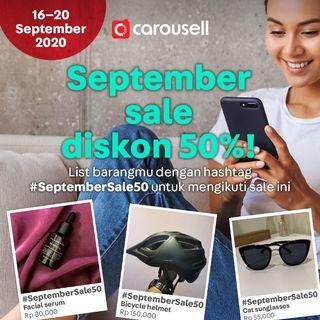 16–20
September
2020
carousell
September
sale
diskon 50%!
List barangmu dengan hashtag
#SeptemberSale50 untuk mengikuti sale ini
#SeptemberSale50
Facial serum
Rp 80,000
#SeptemberSale50
Bicycle helmet
Rp 150,000
#SeptemberSale50
Cat sunglasses
Rp 55,000